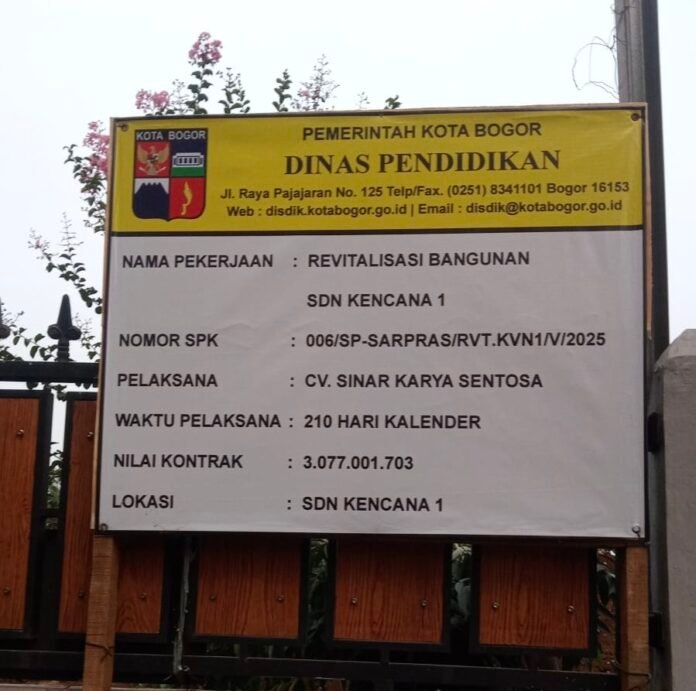 KOTA BOGOR
PEMERINTAH KOTA BOGOR
DINAS PENDIDIKAN
Jl. Raya Pajajaran No. 125 Telp/Fax. (0251) 8341101 Bogor 16153
Web : disdik.kotabogor.go.id | Email : disdik@kotabogor.go.id
NAMA PEKERJAAN : REVITALISASI BANGUNAN
SDN KENCANA 1
NOMOR SPK : 006/SP-SARPRAS/RVT.KVN1/V/2025
PELAKSANA : CV. SINAR KARYA SENTOSA
WAKTU PELAKSANA : 210 HARI KALENDER
NILAI KONTRAK : 3.077.001.703
LOKASI : SDN KENCANA 1